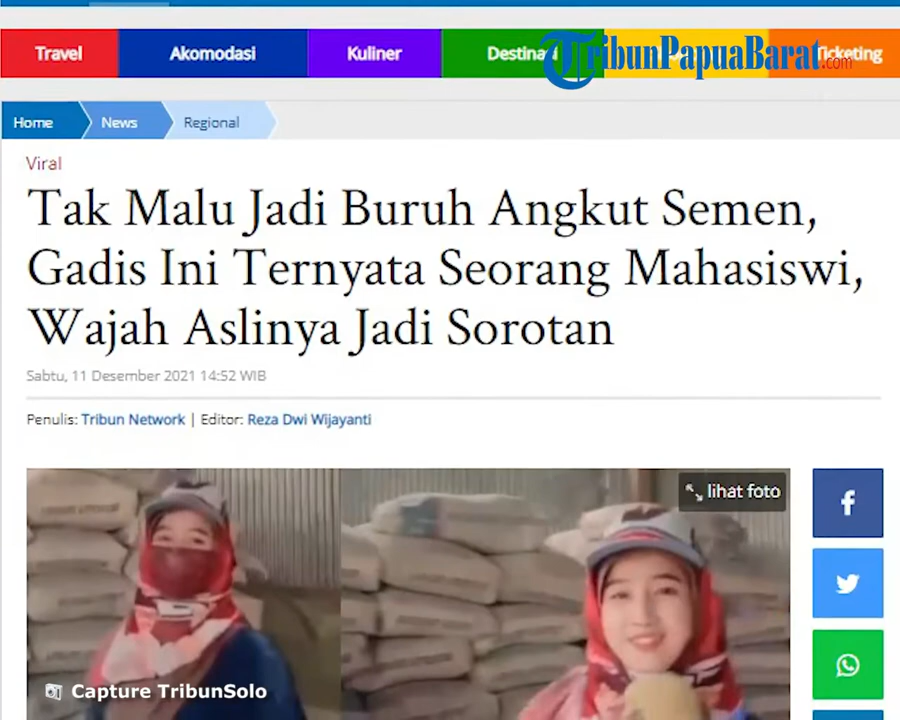 Travel Akomodasi Kuliner Destinasi Ticketing
TribunPapuaBarat.com
Home News Regional
Viral
Tak Malu Jadi Buruh Angkut Semen,
Gadis Ini Ternyata Seorang Mahasiswi,
Wajah Aslinya Jadi Sorotan
Sabtu, 11 Desember 2021 14:52 WIB
Penulis: Tribun Network | Editor: Reza Dwi Wijayanti
lihat foto
Capture TribunSolo